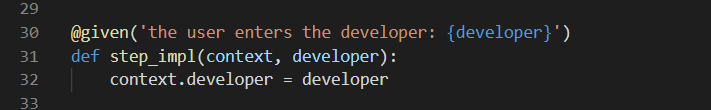 29
30 @given('the user enters the developer: {developer}')
31 def step_impl(context, developer):
32     context.developer = developer
33